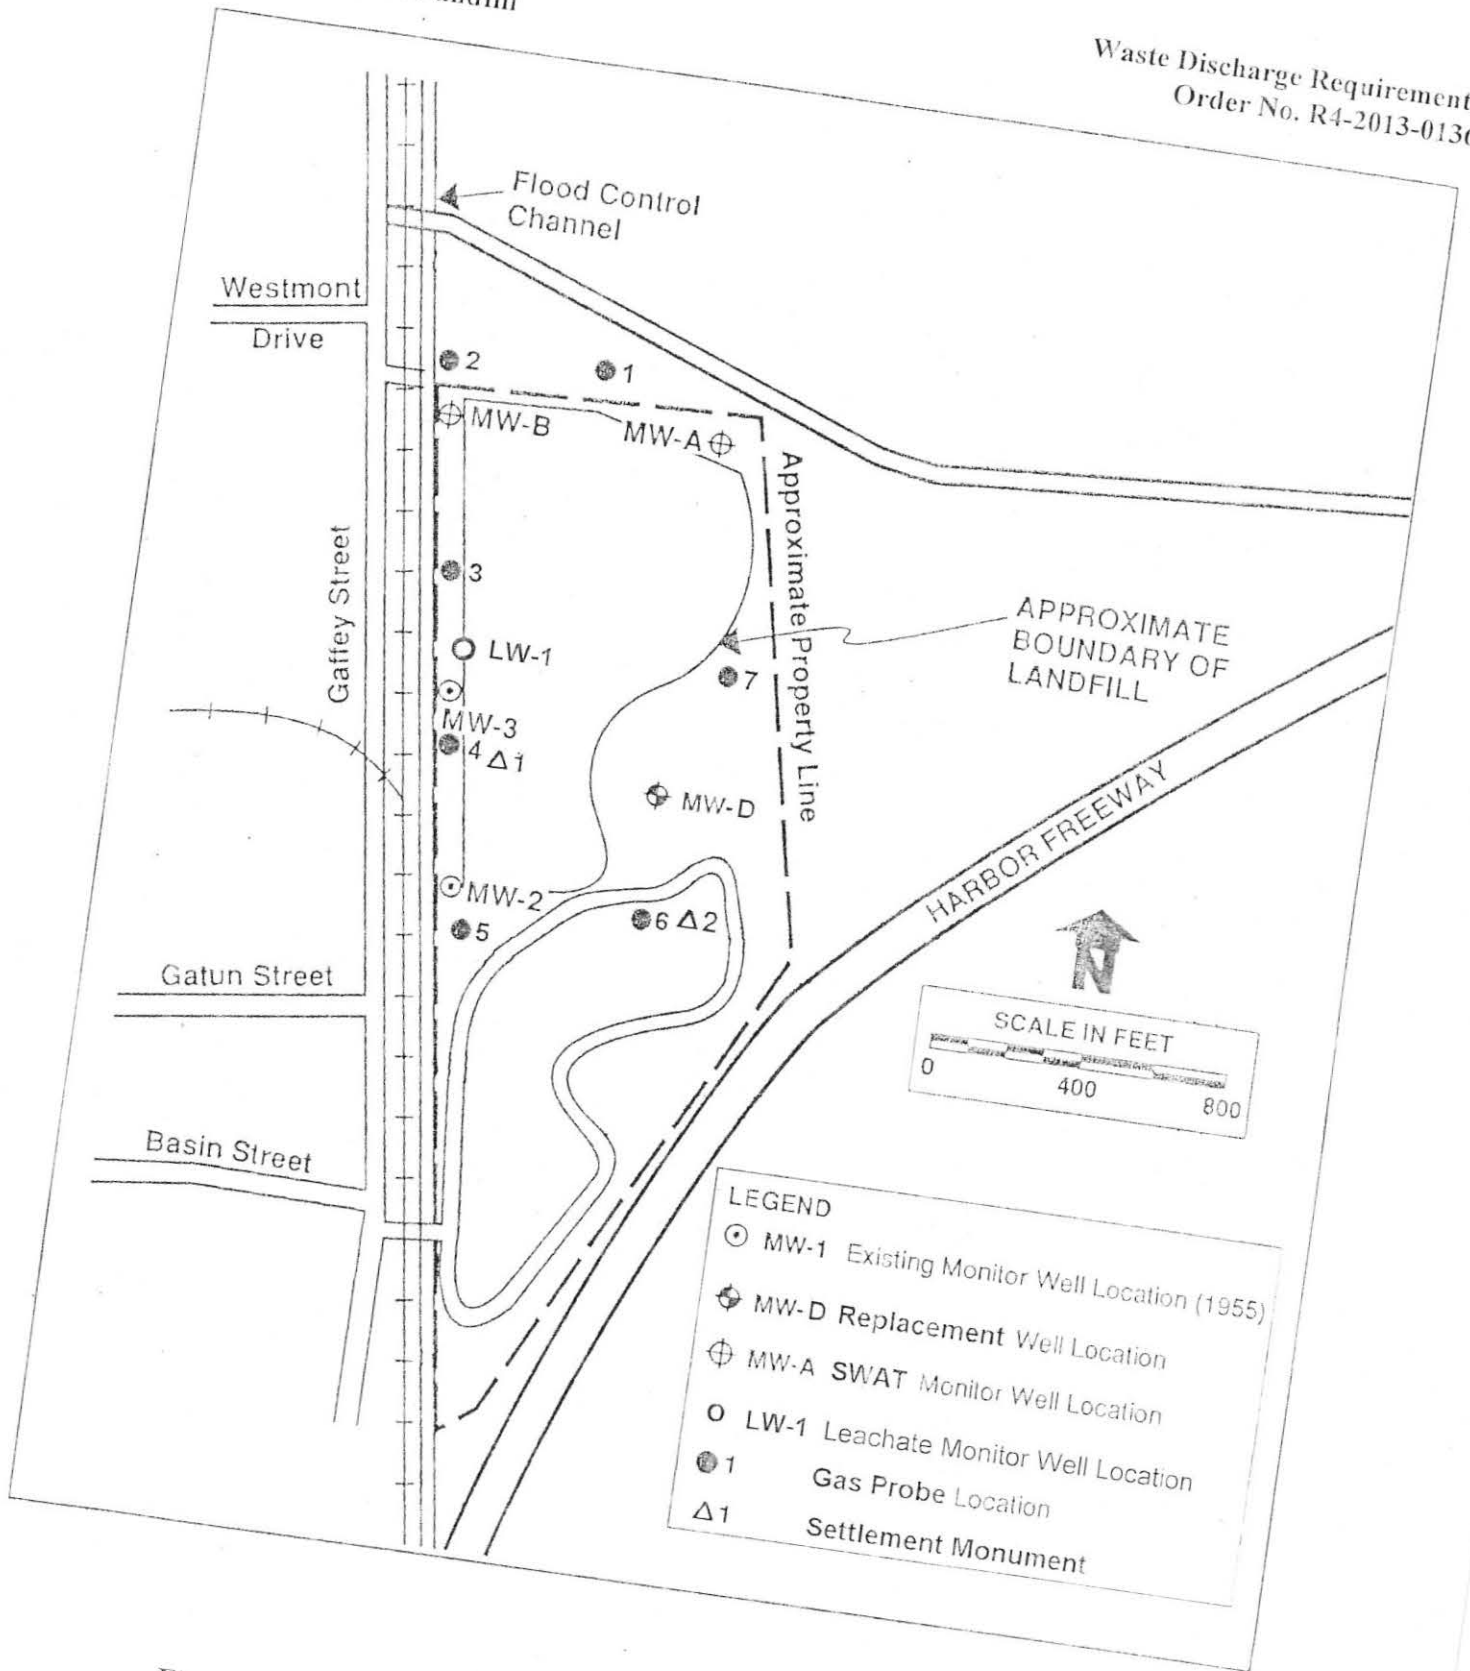 Waste Discharge Requirement
Order No. R4-2013-013
Flood Control
Channel
Westmont
Drive
2
1
MW-B
MW-A
Approximate Property Line
Gaffey Street
3
LW-1
APPROXIMATE
BOUNDARY OF
LANDFILL
7
MW-3
4 Δ1
MW-D
HARBOR FREEWAY
MW-2
5
6 Δ2
N
Gatun Street
SCALE IN FEET
0 400 800
Basin Street
LEGEND
MW-1 Existing Monitor Well Location (1955)
MW-D Replacement Well Location
MW-A SWAT Monitor Well Location
LW-1 Leachate Monitor Well Location
1 Gas Probe Location
Δ1 Settlement Monument